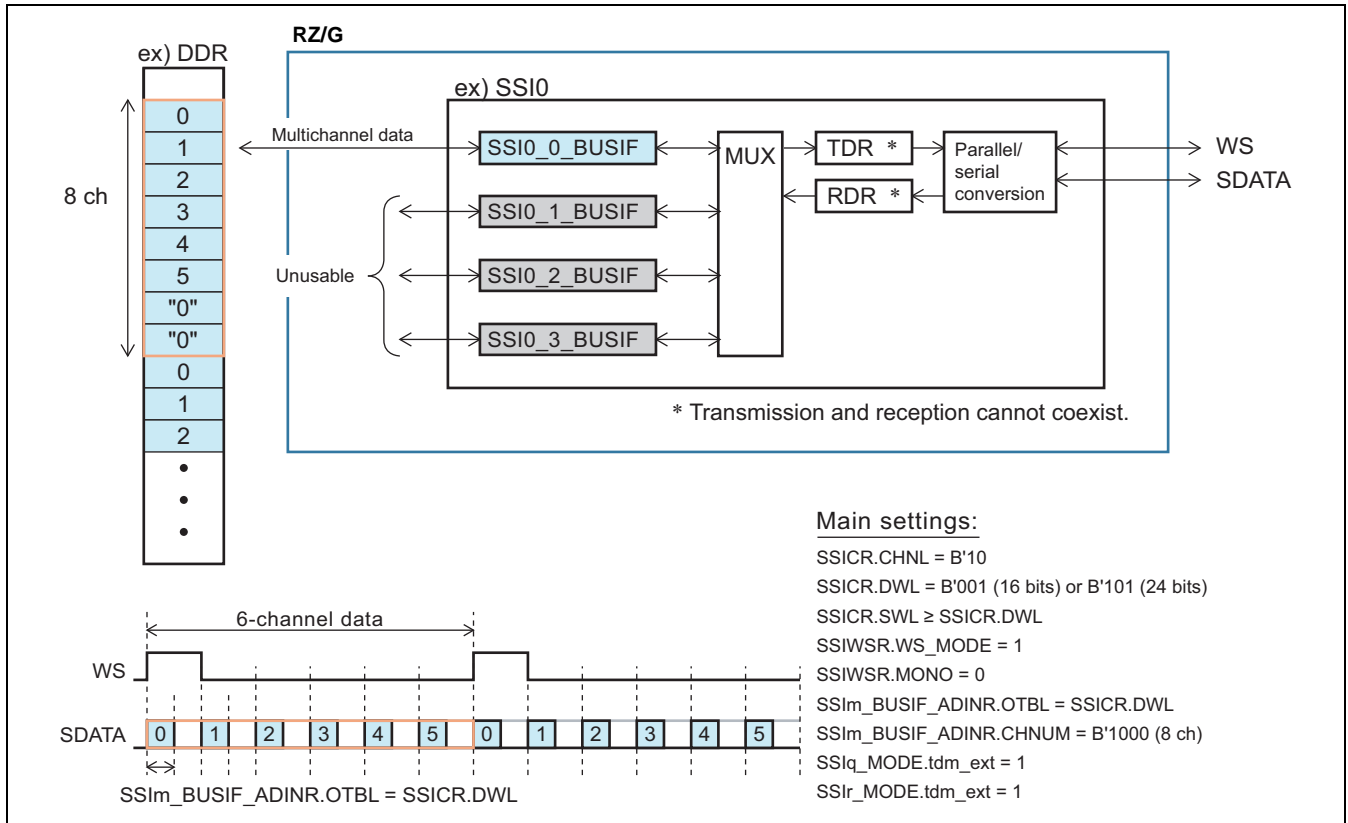 RZ/G
ex) DDR
0
1
2
3
4
5
"0"
"0"
0
1
2
8 ch
Multichannel data
Unusable
ex) SSI0
SSI0_0_BUSIF
SSI0_1_BUSIF
SSI0_2_BUSIF
SSI0_3_BUSIF
MUX
TDR *
RDR *
Parallel/
serial
conversion
WS
SDATA
* Transmission and reception cannot coexist.
Main settings:
SSICR.CHNL = B'10
SSICR.DWL = B'001 (16 bits) or B'101 (24 bits)
SSICR.SWL ≥ SSICR.DWL
SSIWSR.WS_MODE = 1
SSIWSR.MONO = 0
SSIm_BUSIF_ADINR.OTBL = SSICR.DWL
SSIm_BUSIF_ADINR.CHNUM = B'1000 (8 ch)
SSIq_MODE.tdm_ext = 1
SSIr_MODE.tdm_ext = 1
6-channel data
WS
SDATA 0 1 2 3 4 5 0 1 2 3 4 5
SSIm_BUSIF_ADINR.OTBL = SSICR.DWL